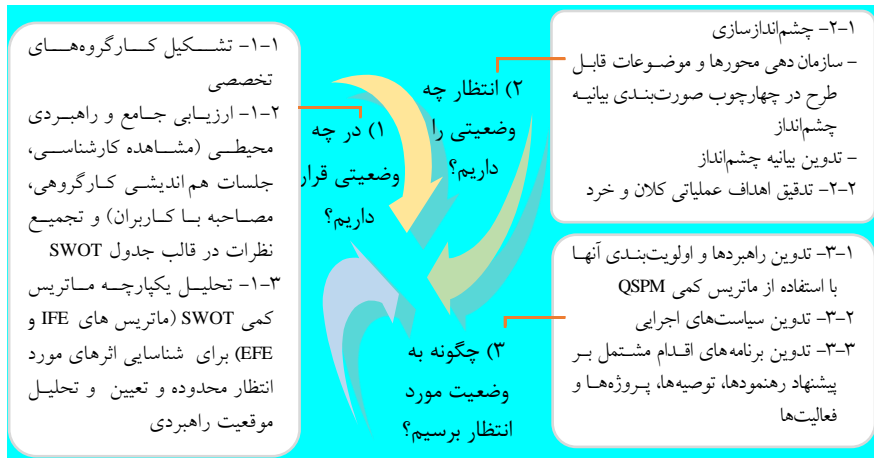 ۱-۱- تشکیل کارگروه‌های
تخصصی
۱-۲- ارزیابی جامع و راهبردی
محیطی (مشاهده کارشناسی،
جلسات هم اندیشی کارگروهی،
مصاحبه با کاربران) و تجمیع
نظرات در قالب جدول SWOT
۱-۳- تحلیل یکپارچه ماتریس
کمی SWOT (ماتریس های IFE و
EFE) برای شناسایی اثرهای مورد
انتظار محدوده و تعیین و تحلیل
موقعیت راهبردی
۱) در چه
وضعیتی قرار
داریم؟
۲) انتظار چه
وضعیتی را
داریم؟
۲-۱- چشم‌اندازسازی
- سازمان دهی محورها و موضوعات قابل
طرح در چهارچوب صورت‌بندی بیانیه
چشم‌انداز
- تدوین بیانیه چشم‌انداز
۲-۲- تدقیق اهداف عملیاتی کلان و خرد
۳) چگونه به
وضعیت مورد
انتظار برسیم؟
۳-۱- تدوین راهبردها و اولویت‌بندی آنها
با استفاده از ماتریس کمی QSPM
۳-۲- تدوین سیاست‌های اجرایی
۳-۳- تدوین برنامه‌های اقدام مشتمل بر
پیشنهاد رهنمودها، توصیه‌ها، پروژه‌ها و
فعالیت‌ها